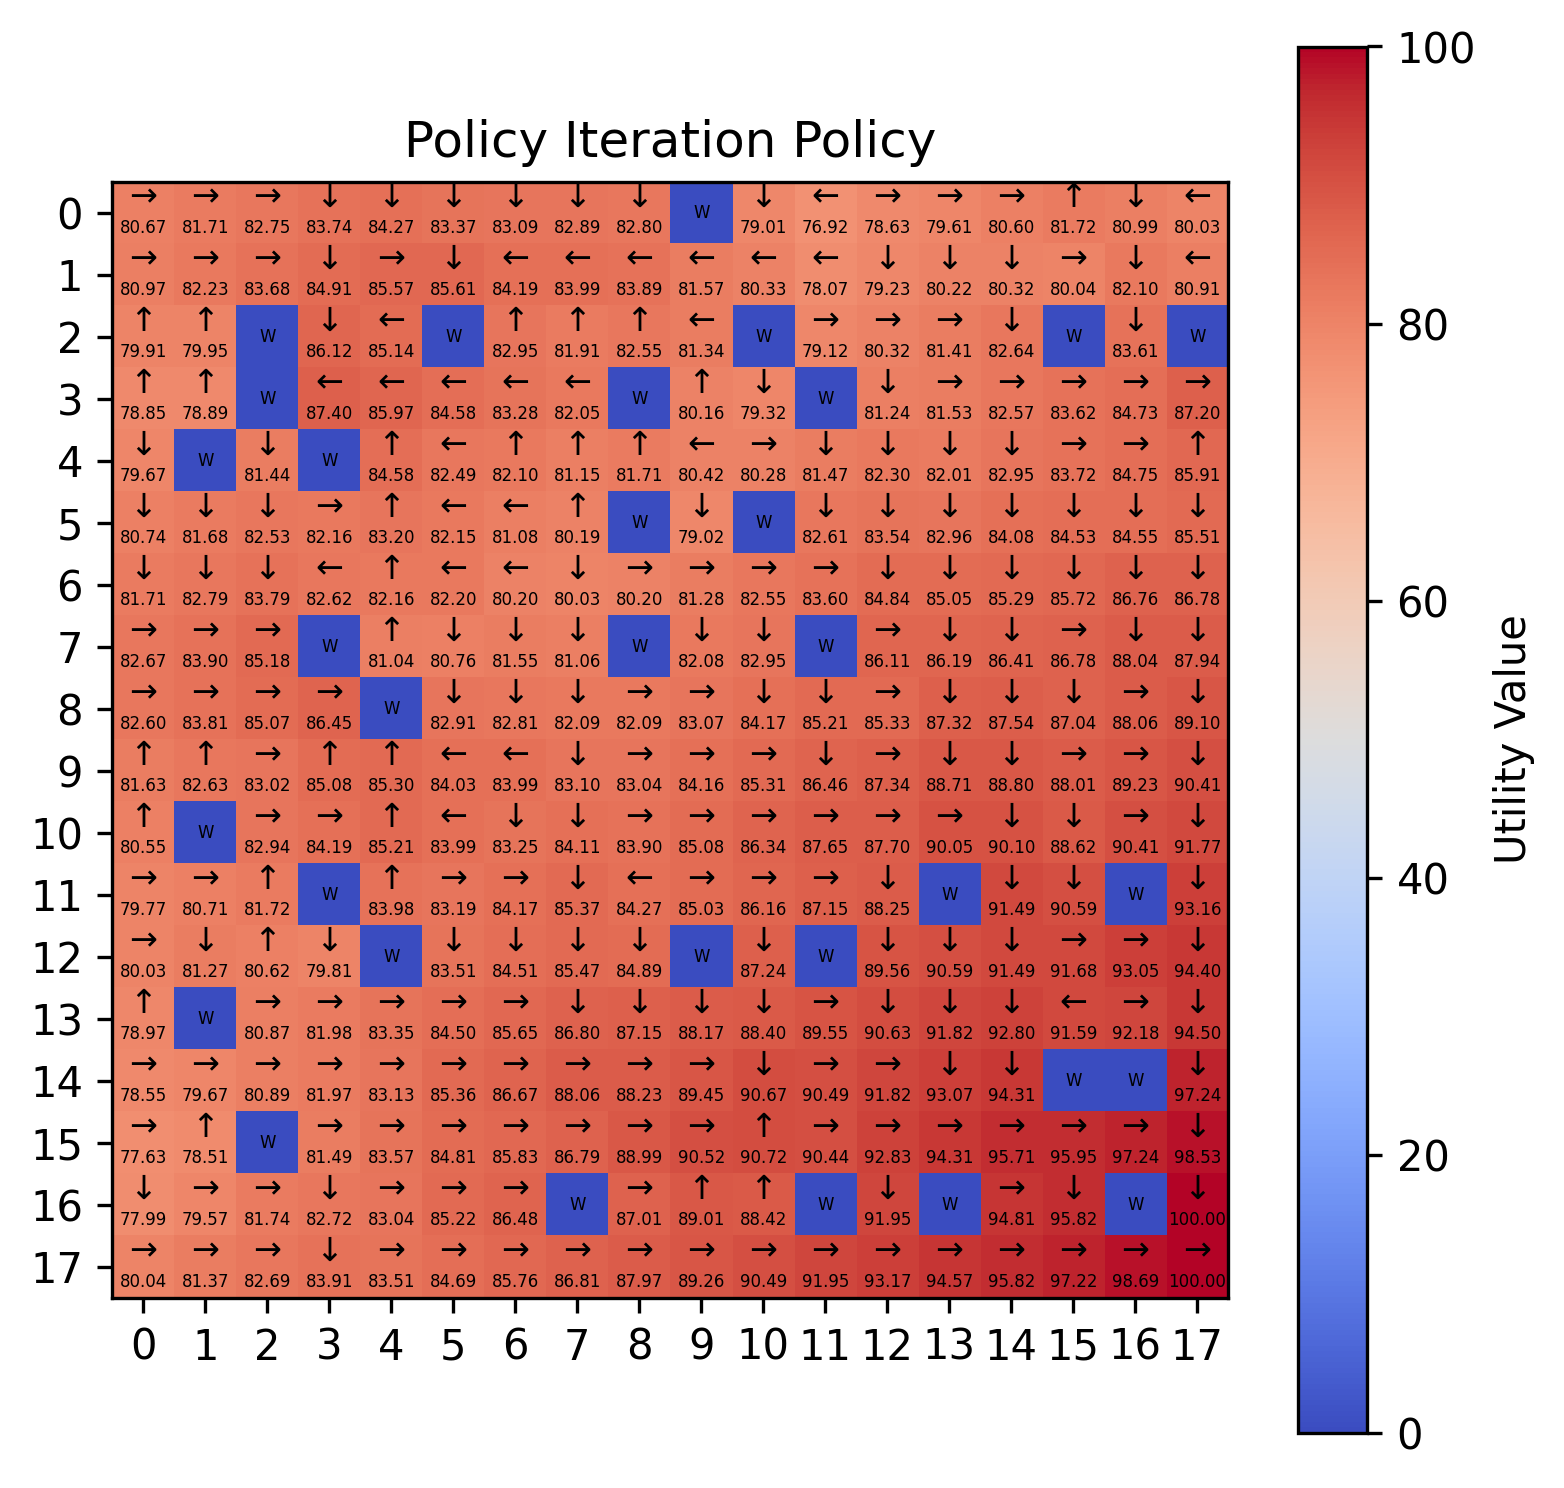 Policy Iteration Policy
0 → → → ↓ ↓ ↓ ↓ ↓ ↓ W ↓ ← → → → ↑ ↓ ←
80.67 81.71 82.75 83.74 84.27 83.37 83.09 82.89 82.80 79.01 76.92 78.63 79.61 80.60 81.72 80.99 80.03
1 → → → ↓ → ↓ ← ← ← ← ← ← ↓ ↓ ↓ → ↓ ←
80.97 82.23 83.68 84.91 85.57 85.61 84.19 83.99 83.89 81.57 80.33 78.07 79.23 80.22 80.32 80.04 82.10 80.91
2 ↑ ↑ W ↓ ← W ↑ ↑ ↑ ← W → → → ↓ W ↓ W
79.91 79.95 86.12 85.14 82.95 81.91 82.55 81.34 79.12 80.32 81.41 82.64 83.61
3 ↑ ↑ W ← ← ← ← ← W ↑ ↓ W ↓ → → → → →
78.85 78.89 87.40 85.97 84.58 83.28 82.05 80.16 79.32 81.24 81.53 82.57 83.62 84.73 87.20
4 ↓ W ↓ W ↑ ← ↑ ↑ ↑ ← → ↓ ↓ ↓ ↓ → → ↑
79.67 81.44 84.58 82.49 82.10 81.15 81.71 80.42 80.28 81.47 82.30 82.01 82.95 83.72 84.75 85.91
5 ↓ ↓ ↓ → ↑ ← ← ↑ W ↓ W ↓ ↓ ↓ ↓ ↓ ↓ ↓
80.74 81.68 82.53 82.16 83.20 82.15 81.08 80.19 79.02 82.61 83.54 82.96 84.08 84.53 84.55 85.51
6 ↓ ↓ ↓ ← ↑ ← ← ↓ → → → → ↓ ↓ ↓ ↓ ↓ ↓
81.71 82.79 83.79 82.62 82.16 82.20 80.20 80.03 80.20 81.28 82.55 83.60 84.84 85.05 85.29 85.72 86.76 86.78
7 → → → W ↑ ↓ ↓ ↓ W ↓ ↓ W → ↓ ↓ → ↓ ↓
82.67 83.90 85.18 81.04 80.76 81.55 81.06 82.08 82.95 86.11 86.19 86.41 86.78 88.04 87.94
8 → → → → W ↓ ↓ ↓ → → ↓ ↓ → ↓ ↓ ↓ → ↓
82.60 83.81 85.07 86.45 82.91 82.81 82.09 82.09 83.07 84.17 85.21 85.33 87.32 87.54 87.04 88.06 89.10
9 ↑ ↑ → ↑ ↑ ← ← ↓ → → → ↓ → ↓ ↓ → → ↓
81.63 82.63 83.02 85.08 85.30 84.03 83.99 83.10 83.04 84.16 85.31 86.46 87.34 88.71 88.80 88.01 89.23 90.41
10 ↑ W → → ↑ ← ↓ ↓ → → → → → → ↓ ↓ → ↓
80.55 82.94 84.19 85.21 83.99 83.25 84.11 83.90 85.08 86.34 87.65 87.70 90.05 90.10 88.62 90.41 91.77
11 → → ↑ W ↑ → → ↓ ← → → → ↓ W ↓ ↓ W ↓
79.77 80.71 81.72 83.98 83.19 84.17 85.37 84.27 85.03 86.16 87.15 88.25 91.49 90.59 93.16
12 → ↓ ↑ ↓ W ↓ ↓ ↓ ↓ W ↓ W ↓ ↓ ↓ → → ↓
80.03 81.27 80.62 79.81 83.51 84.51 85.47 84.89 87.24 89.56 90.59 91.49 91.68 93.05 94.40
13 ↑ W → → → → → ↓ ↓ ↓ ↓ → ↓ ↓ ↓ ← → ↓
78.97 80.87 81.98 83.35 84.50 85.65 86.80 87.15 88.17 88.40 89.55 90.63 91.82 92.80 91.59 92.18 94.50
14 → → → → → → → → → → ↓ → → ↓ ↓ W W ↓
78.55 79.67 80.89 81.97 83.13 85.36 86.67 88.06 88.23 89.45 90.67 90.49 91.82 93.07 94.31 97.24
15 → ↑ W → → → → → → → ↑ → → → → → → ↓
77.63 78.51 81.49 83.57 84.81 85.83 86.79 88.99 90.52 90.72 90.44 92.83 94.31 95.71 95.95 97.24 98.53
16 ↓ → → ↓ → → → W → ↑ ↑ W ↓ W → ↓ W ↓
77.99 79.57 81.74 82.72 83.04 85.22 86.48 87.01 89.01 88.42 91.95 94.81 95.82 100.00
17 → → → ↓ → → → → → → → → → → → → → →
80.04 81.37 82.69 83.91 83.51 84.69 85.76 86.81 87.97 89.26 90.49 91.95 93.17 94.57 95.82 97.22 98.69 100.00
0 1 2 3 4 5 6 7 8 9 10 11 12 13 14 15 16 17
100
80
60
40
20
0
Utility Value